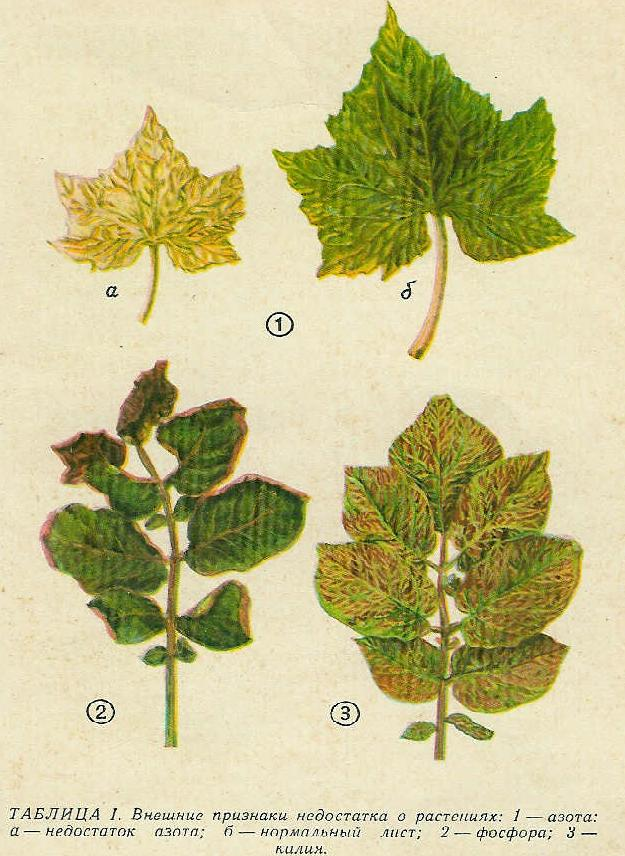 а
б
1
2
3
ТАБЛИЦА I. Внешние признаки недостатка в растениях: 1 — азота:
а — недостаток азота; б — нормальный лист; 2 — фосфора; 3 —
калия.